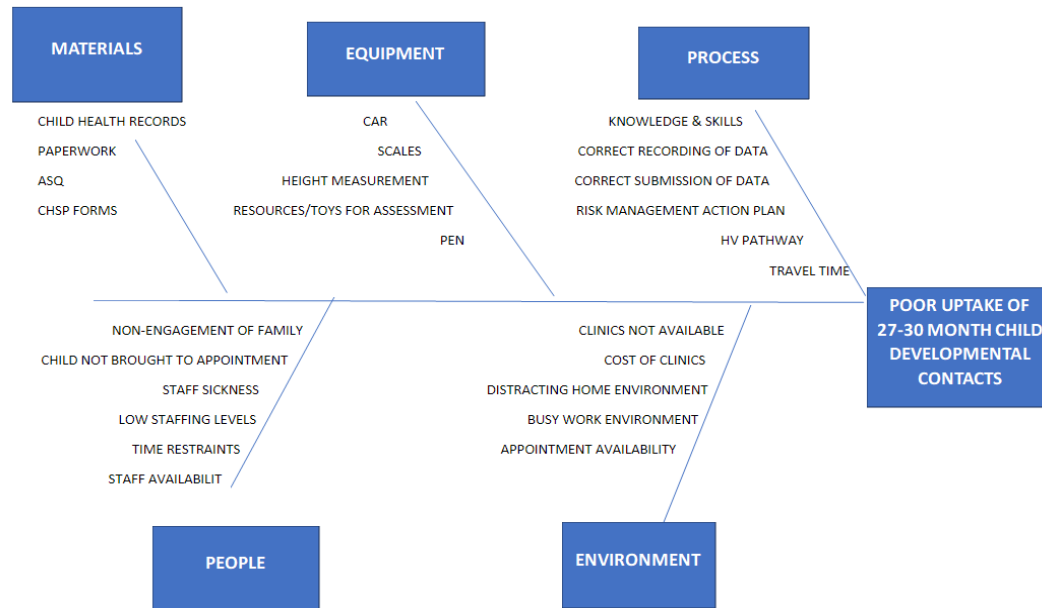 MATERIALS
EQUIPMENT
PROCESS
CHILD HEALTH RECORDS
PAPERWORK
ASQ
CHSP FORMS
CAR
SCALES
HEIGHT MEASUREMENT
RESOURCES/TOYS FOR ASSESSMENT
PEN
KNOWLEDGE & SKILLS
CORRECT RECORDING OF DATA
CORRECT SUBMISSION OF DATA
RISK MANAGEMENT ACTION PLAN
HV PATHWAY
TRAVEL TIME
POOR UPTAKE OF
27-30 MONTH CHILD
DEVELOPMENTAL
CONTACTS
NON-ENGAGEMENT OF FAMILY
CHILD NOT BROUGHT TO APPOINTMENT
STAFF SICKNESS
LOW STAFFING LEVELS
TIME RESTRAINTS
STAFF AVAILABILIT
CLINICS NOT AVAILABLE
COST OF CLINICS
DISTRACTING HOME ENVIRONMENT
BUSY WORK ENVIRONMENT
APPOINTMENT AVAILABILITY
PEOPLE
ENVIRONMENT